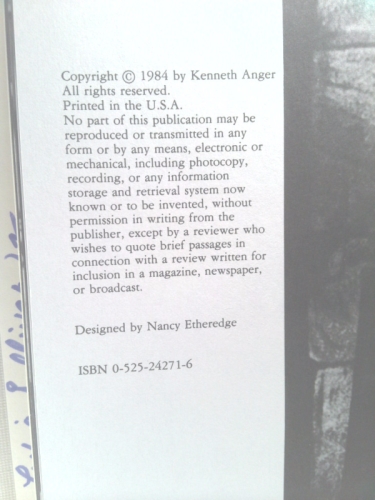 Copyright © 1984 by Kenneth Anger
All rights reserved.
Printed in the U.S.A.
No part of this publication may be
reproduced or transmitted in any
form or by any means, electronic or
mechanical, including photocopy,
recording, or any information
storage and retrieval system now
known or to be invented, without
permission in writing from the
publisher, except by a reviewer who
wishes to quote brief passages in
connection with a review written for
inclusion in a magazine, newspaper,
or broadcast.
Designed by Nancy Etheredge
ISBN 0-525-24271-6